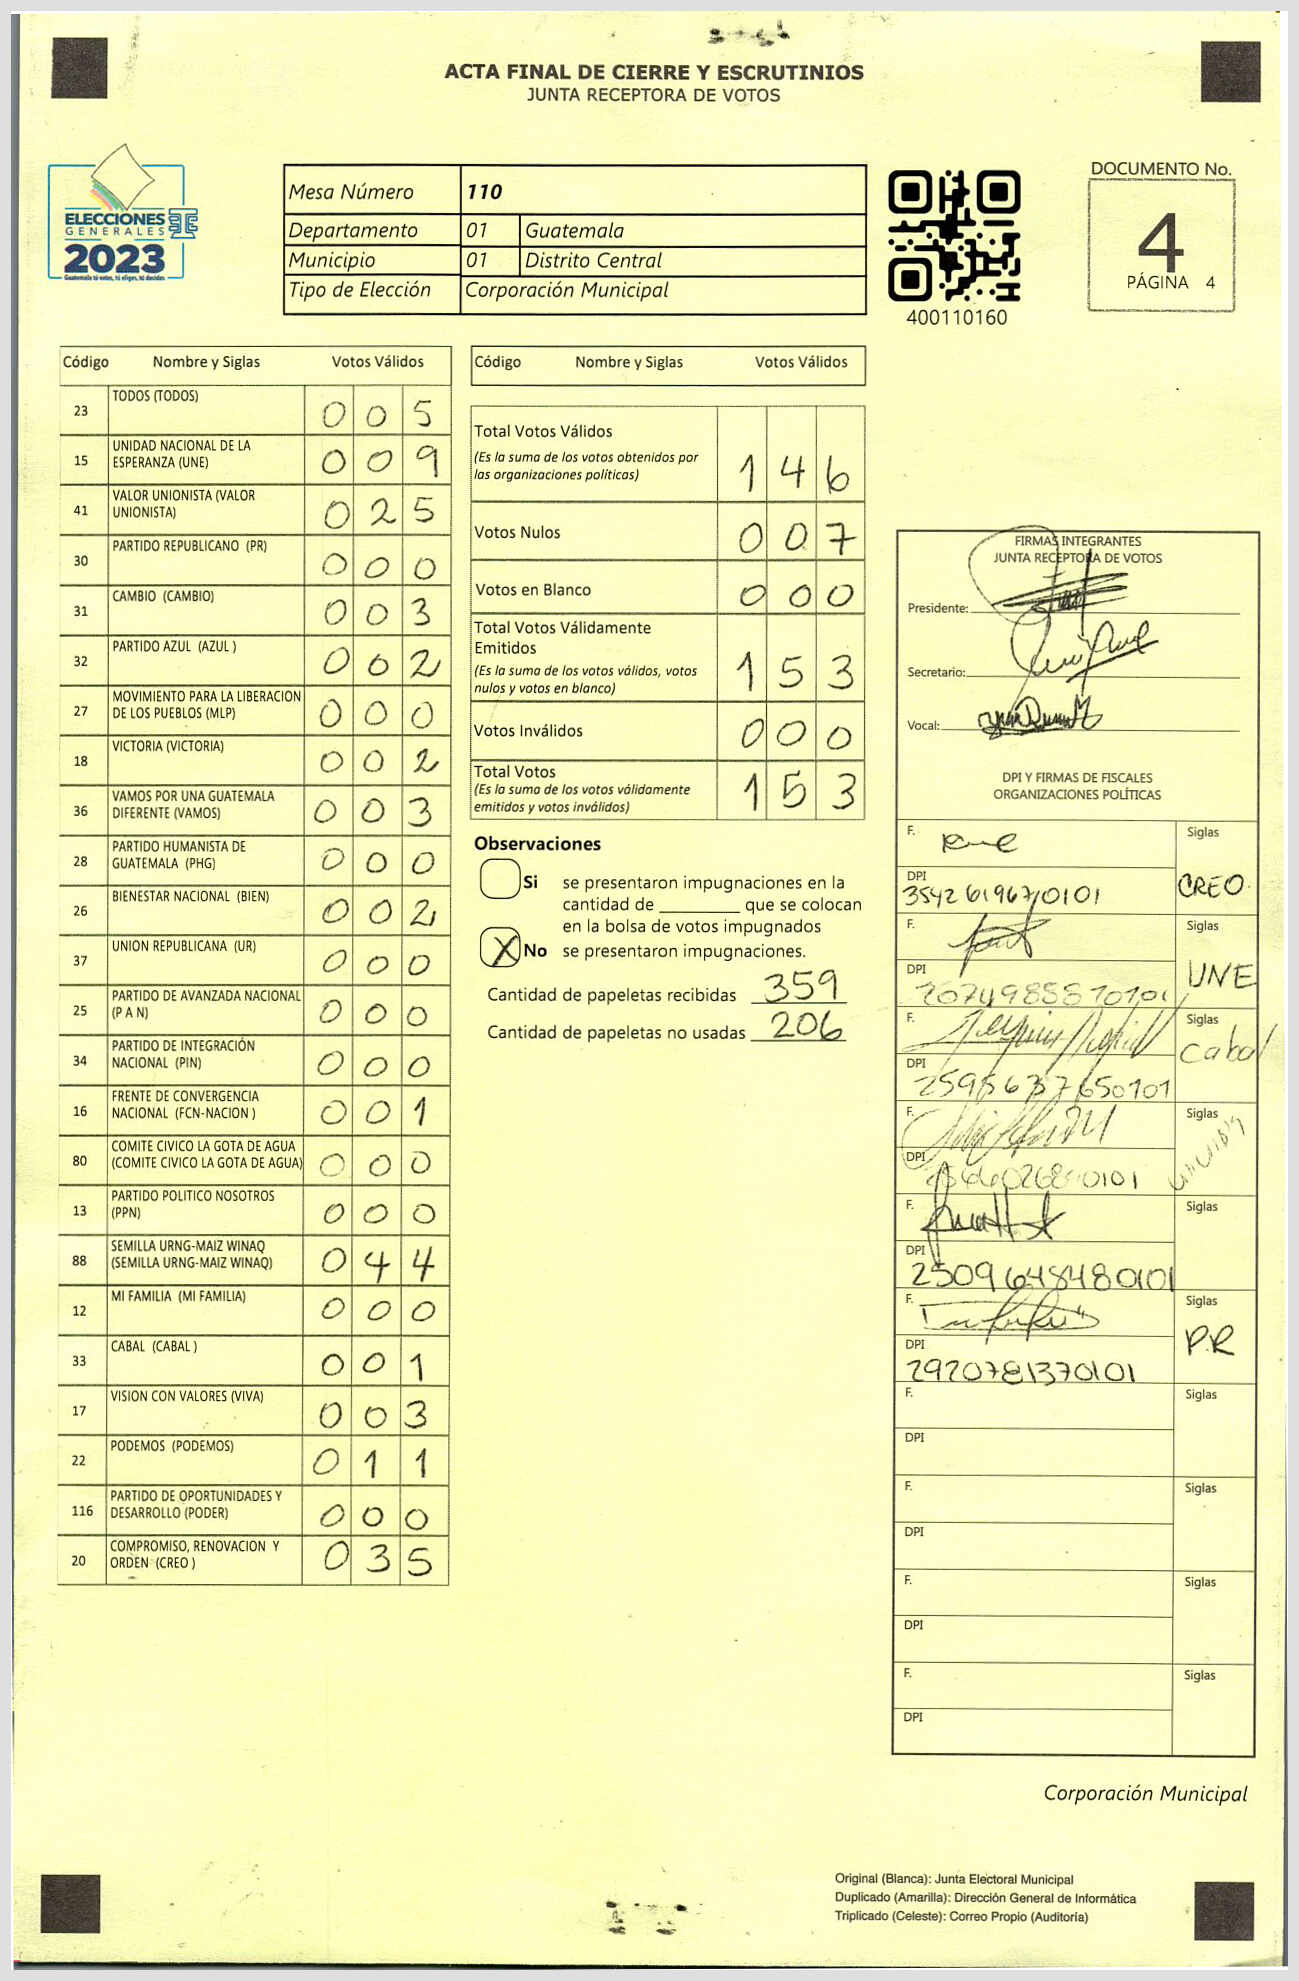 ACTA FINAL DE CIERRE Y ESCRUTINIOS
JUNTA RECEPTORA DE VOTOS
ELECCIONES
GENERALES
2023
Guatemala tú votas, tú eliges, tú decides
Mesa Número 110
Departamento 01 Guatemala
Municipio 01 Distrito Central
Tipo de Elección Corporación Municipal
400110160
DOCUMENTO No.
4
PÁGINA 4
Código Nombre y Siglas Votos Válidos
23 TODOS (TODOS) 0 0 5
15 UNIDAD NACIONAL DE LA ESPERANZA (UNE) 0 0 9
41 VALOR UNIONISTA (VALOR UNIONISTA) 0 2 5
30 PARTIDO REPUBLICANO (PR) 0 0 0
31 CAMBIO (CAMBIO) 0 0 3
32 PARTIDO AZUL (AZUL ) 0 0 2
27 MOVIMIENTO PARA LA LIBERACION DE LOS PUEBLOS (MLP) 0 0 0
18 VICTORIA (VICTORIA) 0 0 2
36 VAMOS POR UNA GUATEMALA DIFERENTE (VAMOS) 0 0 3
28 PARTIDO HUMANISTA DE GUATEMALA (PHG) 0 0 0
26 BIENESTAR NACIONAL (BIEN) 0 0 2
37 UNION REPUBLICANA (UR) 0 0 0
25 PARTIDO DE AVANZADA NACIONAL (P A N) 0 0 0
34 PARTIDO DE INTEGRACIÓN NACIONAL (PIN) 0 0 0
16 FRENTE DE CONVERGENCIA NACIONAL (FCN-NACION ) 0 0 1
80 COMITE CIVICO LA GOTA DE AGUA (COMITE CIVICO LA GOTA DE AGUA) 0 0 0
13 PARTIDO POLITICO NOSOTROS (PPN) 0 0 0
88 SEMILLA URNG-MAIZ WINAQ (SEMILLA URNG-MAIZ WINAQ) 0 4 4
12 MI FAMILIA (MI FAMILIA) 0 0 0
33 CABAL (CABAL ) 0 0 1
17 VISION CON VALORES (VIVA) 0 0 3
22 PODEMOS (PODEMOS) 0 1 1
116 PARTIDO DE OPORTUNIDADES Y DESARROLLO (PODER) 0 0 0
20 COMPROMISO, RENOVACION Y ORDEN (CREO ) 0 3 5
Código Nombre y Siglas Votos Válidos
Total Votos Válidos 1 4 6
(Es la suma de los votos obtenidos por
las organizaciones políticas)
Votos Nulos 0 0 7
Votos en Blanco 0 0 0
Total Votos Válidamente
Emitidos 1 5 3
(Es la suma de los votos válidos, votos
nulos y votos en blanco)
Votos Inválidos 0 0 0
Total Votos 1 5 3
(Es la suma de los votos válidamente
emitidos y votos inválidos)
Observaciones
Si se presentaron impugnaciones en la
cantidad de ________ que se colocan
en la bolsa de votos impugnados
X No se presentaron impugnaciones.
Cantidad de papeletas recibidas 359
Cantidad de papeletas no usadas 206
FIRMAS INTEGRANTES
JUNTA RECEPTORA DE VOTOS
Presidente:
Secretario:
Vocal:
DPI Y FIRMAS DE FISCALES
ORGANIZACIONES POLÍTICAS
F. Siglas
DPI CREO.
3542619670101
F. Siglas
DPI UNE
F. Siglas
DPI Cabal
2595637650101
F. Siglas
DPI
F. Siglas
DPI
2509648480101
F. Siglas
DPI P.R
2920781370101
F. Siglas
DPI
F. Siglas
DPI
F. Siglas
DPI
F. Siglas
DPI
Corporación Municipal
Original (Blanca): Junta Electoral Municipal
Duplicado (Amarilla): Dirección General de Informática
Triplicado (Celeste): Correo Propio (Auditoría)